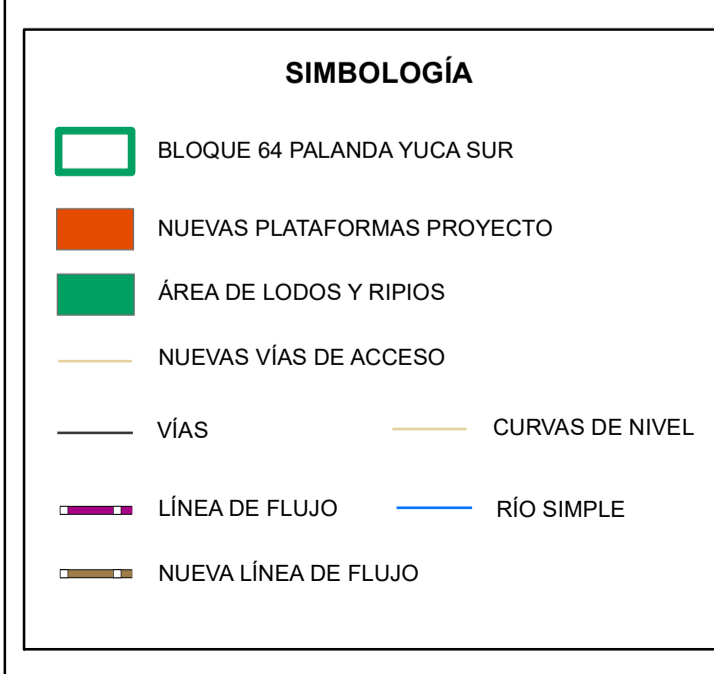 SIMBOLOGÍA
BLOQUE 64 PALANDA YUCA SUR
NUEVAS PLATAFORMAS PROYECTO
ÁREA DE LODOS Y RIPIOS
NUEVAS VÍAS DE ACCESO
VÍAS
CURVAS DE NIVEL
LÍNEA DE FLUJO
RÍO SIMPLE
NUEVA LÍNEA DE FLUJO